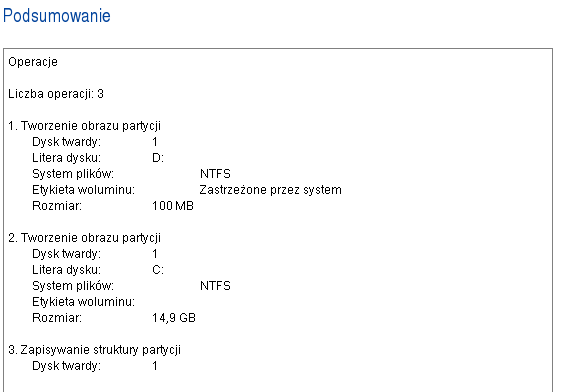 Podsumowanie
Operacje
Liczba operacji: 3
1. Tworzenie obrazu partycji
Dysk twardy: 1
Litera dysku: D:
System plików: NTFS
Etykieta woluminu: Zastrzeżone przez system
Rozmiar: 100 MB
2. Tworzenie obrazu partycji
Dysk twardy: 1
Litera dysku: C:
System plików: NTFS
Etykieta woluminu:
Rozmiar: 14,9 GB
3. Zapisywanie struktury partycji
Dysk twardy: 1